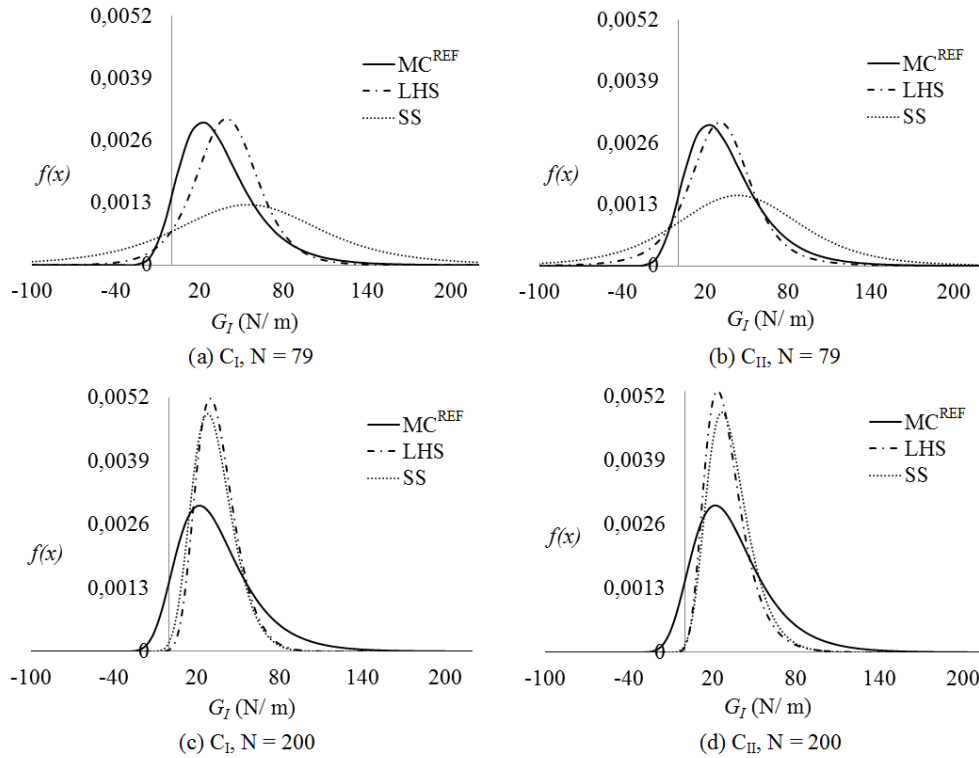 0,0052
0,0039
0,0026
0,0013
0
f(x)
MC^REF
LHS
SS
-100 -40 20 80 140 200
G_I (N/ m)
(a) C_I, N = 79
0,0052
0,0039
0,0026
0,0013
0
f(x)
MC^REF
LHS
SS
-100 -40 20 80 140 200
G_I (N/ m)
(b) C_II, N = 79
0,0052
0,0039
0,0026
0,0013
0
f(x)
MC^REF
LHS
SS
-100 -40 20 80 140 200
G_I (N/ m)
(c) C_I, N = 200
0,0052
0,0039
0,0026
0,0013
0
f(x)
MC^REF
LHS
SS
-100 -40 20 80 140 200
G_I (N/ m)
(d) C_II, N = 200